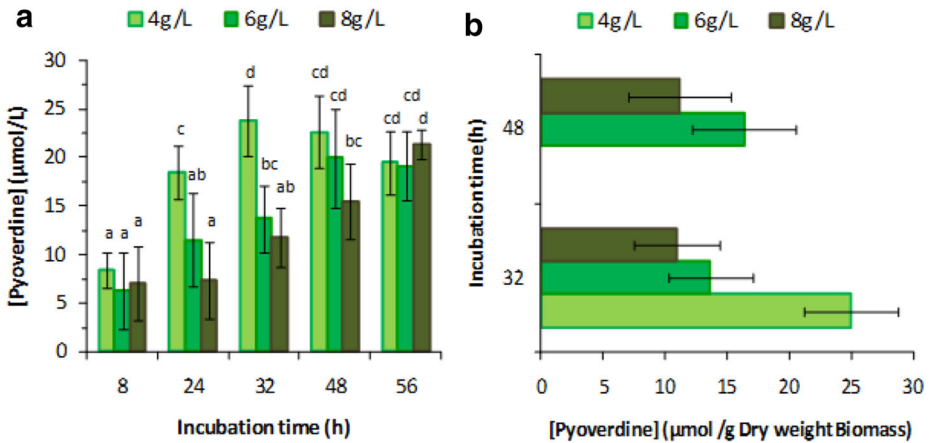 a
4g/L 6g/L 8g/L
[Pyoverdine] (µmol/L)
30
25
20
15
10
5
0
a a a
c ab a
d bc ab
cd cd bc
cd cd d
8 24 32 48 56
Incubation time (h)
b
4g/L 6g/L 8g/L
Incubation time (h)
48
32
0 5 10 15 20 25 30
[Pyoverdine] (µmol /g Dry weight Biomass)